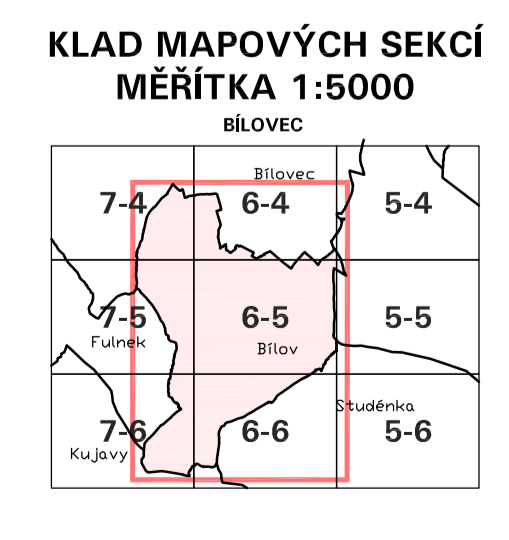 KLAD MAPOVÝCH SEKCÍ
MĚŘÍTKA 1:5000
BÍLOVEC
Bílovec
7-4 6-4 5-4
7-5 6-5 5-5
Fulnek
Bílov
Studénka
7-6 6-6 5-6
Kujavy